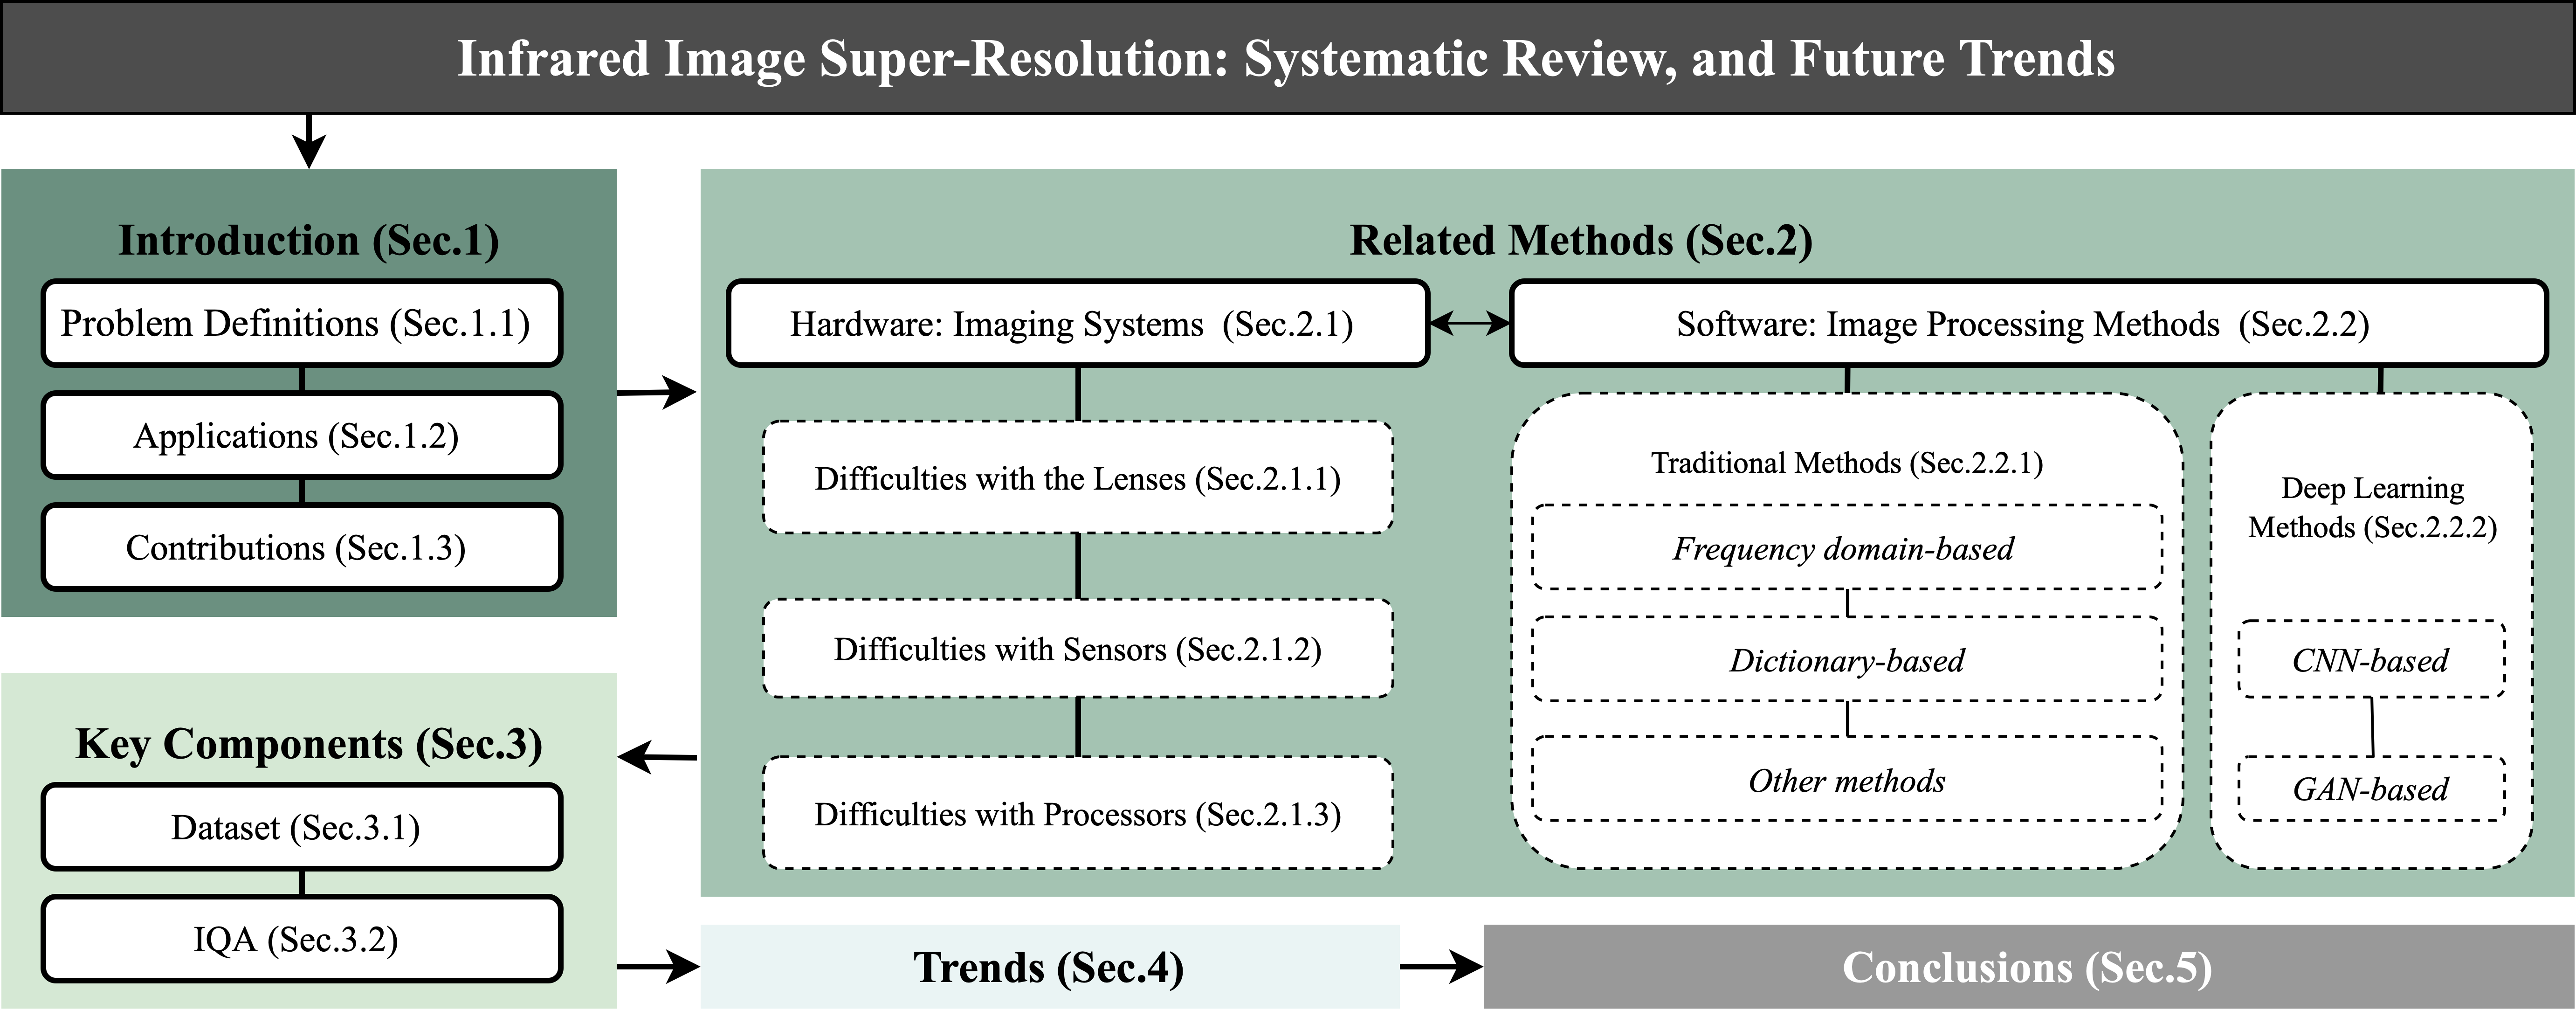 Infrared Image Super-Resolution: Systematic Review, and Future Trends
Introduction (Sec.1)
Problem Definitions (Sec.1.1)
Applications (Sec.1.2)
Contributions (Sec.1.3)
Related Methods (Sec.2)
Hardware: Imaging Systems (Sec.2.1)
Difficulties with the Lenses (Sec.2.1.1)
Difficulties with Sensors (Sec.2.1.2)
Difficulties with Processors (Sec.2.1.3)
Software: Image Processing Methods (Sec.2.2)
Traditional Methods (Sec.2.2.1)
Frequency domain-based
Dictionary-based
Other methods
Deep Learning
Methods (Sec.2.2.2)
CNN-based
GAN-based
Key Components (Sec.3)
Dataset (Sec.3.1)
IQA (Sec.3.2)
Trends (Sec.4)
Conclusions (Sec.5)